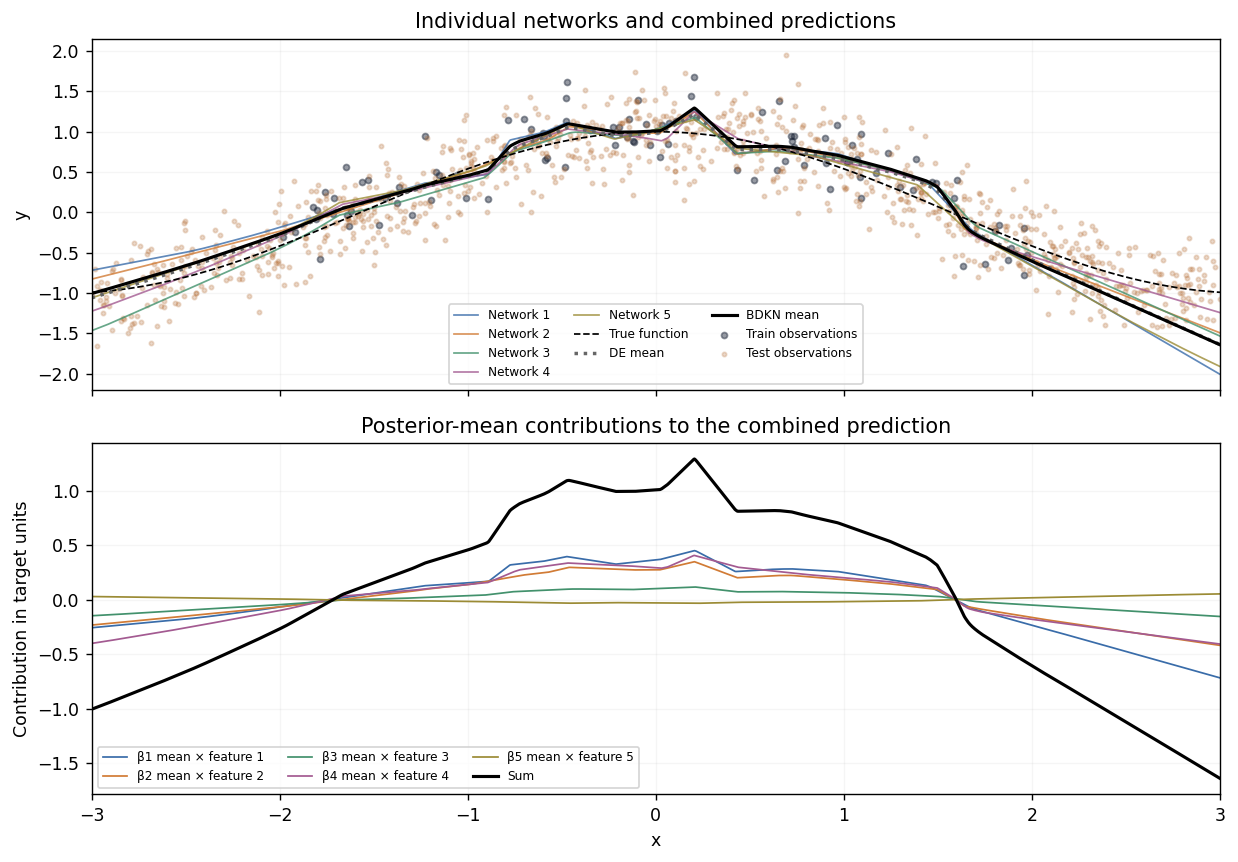 Individual networks and combined predictions
2.0
1.5
1.0
0.5
0.0
−0.5
−1.0
−1.5
−2.0
y
Network 1
Network 2
Network 3
Network 4
Network 5
True function
DE mean
BDKN mean
Train observations
Test observations
Posterior-mean contributions to the combined prediction
1.0
0.5
0.0
−0.5
−1.0
−1.5
Contribution in target units
β1 mean × feature 1
β2 mean × feature 2
β3 mean × feature 3
β4 mean × feature 4
β5 mean × feature 5
Sum
−3
−2
−1
0
1
2
3
x